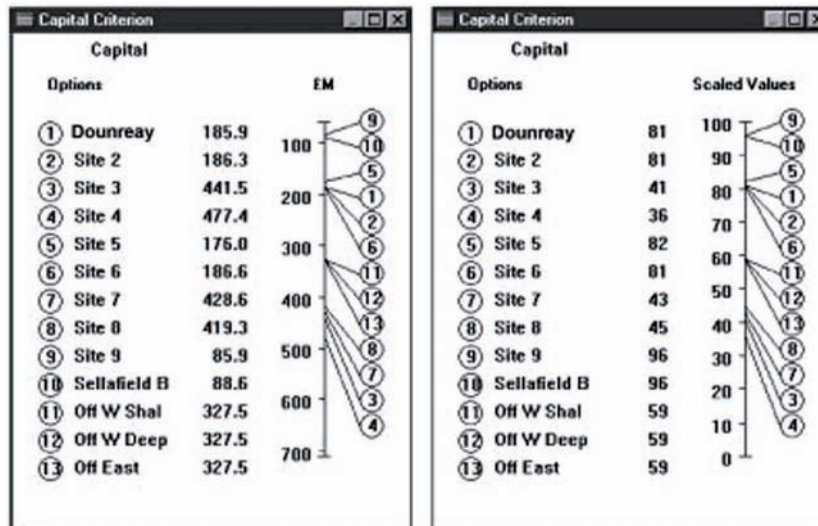 Capital Criterion
Capital
Options £M
1 Dounreay 185.9
2 Site 2 186.3
3 Site 3 441.5
4 Site 4 477.4
5 Site 5 176.0
6 Site 6 186.6
7 Site 7 428.6
8 Site 8 419.3
9 Site 9 85.9
10 Sellafield B 88.6
11 Off W Shal 327.5
12 Off W Deep 327.5
13 Off East 327.5
100
200
300
400
500
600
700
9
10
5
1
2
6
11
12
13
8
7
3
4
Capital Criterion
Capital
Options Scaled Values
1 Dounreay 81
2 Site 2 81
3 Site 3 41
4 Site 4 36
5 Site 5 82
6 Site 6 81
7 Site 7 43
8 Site 8 45
9 Site 9 96
10 Sellafield B 96
11 Off W Shal 59
12 Off W Deep 59
13 Off East 59
100
90
80
70
60
50
40
30
20
10
0
9
10
5
1
2
6
11
12
13
8
7
3
4